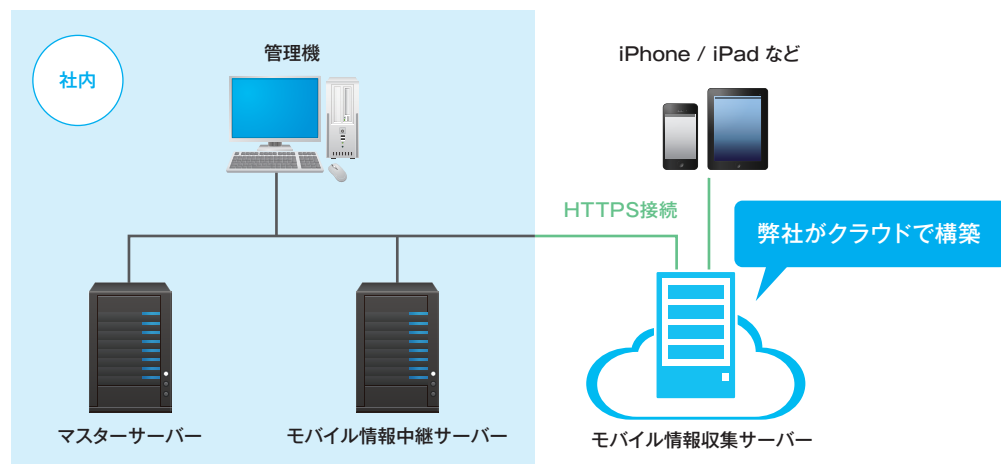 社内
管理機
iPhone / iPad など
HTTPS接続
弊社がクラウドで構築
マスターサーバー
モバイル情報中継サーバー
モバイル情報収集サーバー